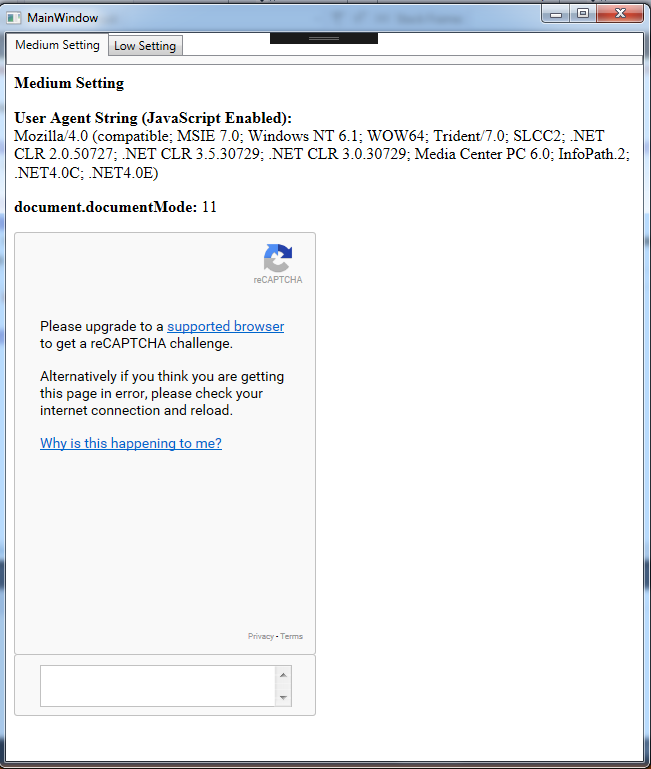 MainWindow
Medium Setting
Low Setting
Medium Setting
User Agent String (JavaScript Enabled):
Mozilla/4.0 (compatible; MSIE 7.0; Windows NT 6.1; WOW64; Trident/7.0; SLCC2; .NET
CLR 2.0.50727; .NET CLR 3.5.30729; .NET CLR 3.0.30729; Media Center PC 6.0; InfoPath.2;
.NET4.0C; .NET4.0E)
document.documentMode: 11
reCAPTCHA
Please upgrade to a supported browser
to get a reCAPTCHA challenge.
Alternatively if you think you are getting
this page in error, please check your
internet connection and reload.
Why is this happening to me?
Privacy - Terms